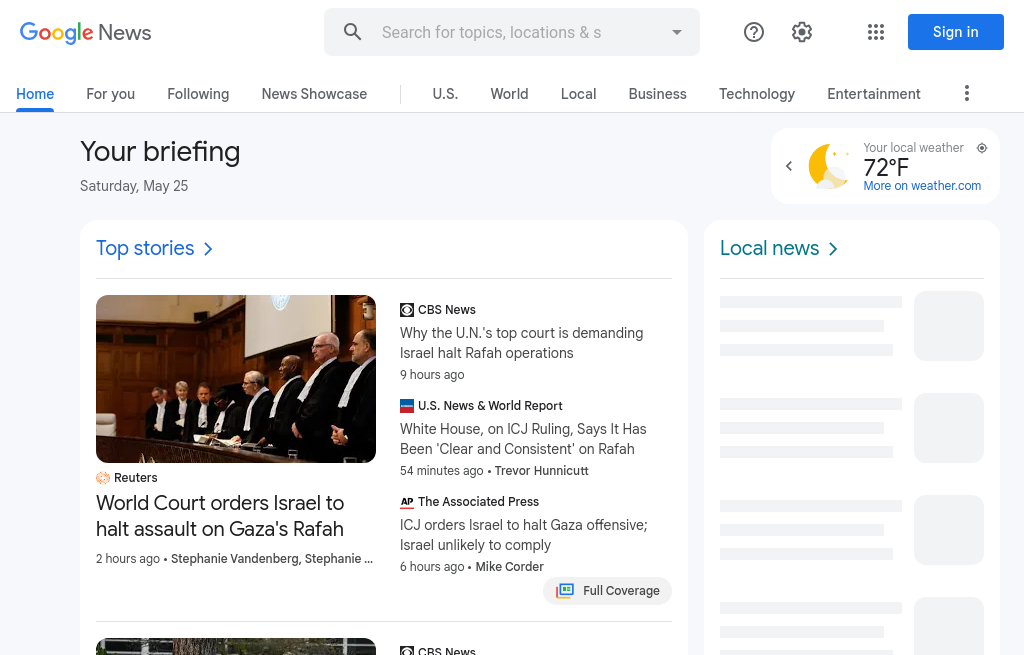 Google News
Search for topics, locations & s
Sign in
Home
For you
Following
News Showcase
U.S.
World
Local
Business
Technology
Entertainment
Your briefing
Saturday, May 25
Your local weather
72°F
More on weather.com
Top stories
Reuters
World Court orders Israel to
halt assault on Gaza's Rafah
2 hours ago • Stephanie Vandenberg, Stephanie ...
CBS News
Why the U.N.'s top court is demanding
Israel halt Rafah operations
9 hours ago
U.S. News & World Report
White House, on ICJ Ruling, Says It Has
Been 'Clear and Consistent' on Rafah
54 minutes ago • Trevor Hunnicutt
AP The Associated Press
ICJ orders Israel to halt Gaza offensive;
Israel unlikely to comply
6 hours ago • Mike Corder
Full Coverage
CBS News
Local news